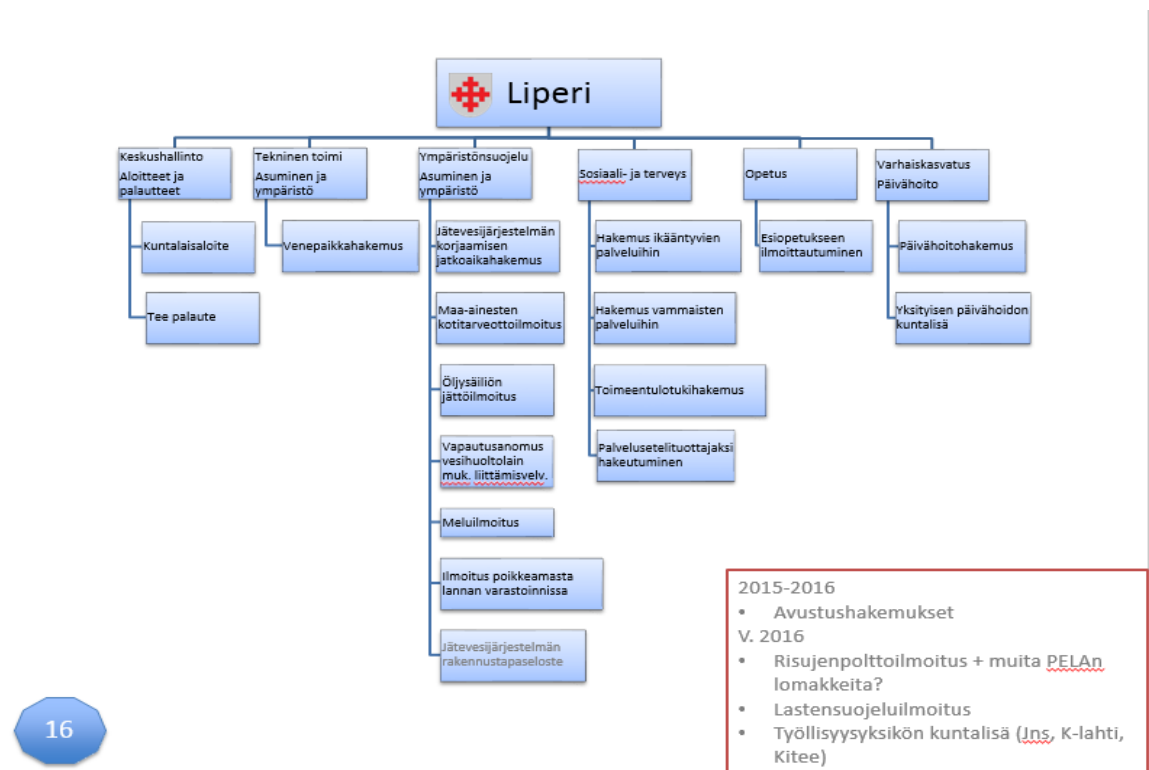 Liperi
Keskushallinto
Aloitteet ja
palautteet
Kuntalaisaloite
Tee palaute
Tekninen toimi
Asuminen ja
ympäristö
Venepaikkahakemus
Ympäristönsuojelu
Asuminen ja
ympäristö
Jätevesijärjestelmän
korjaamisen
jatkoaikahakemus
Maa-ainesten
kotitarveottoilmoitus
Öljysäiliön
jättöilmoitus
Vapautusanomus
vesihuoltolain
muk. liittämisvelv.
Meluilmoitus
Ilmoitus poikkeamasta
lannan varastoinnissa
Jätevesijärjestelmän
rakennustapaseloste
Sosiaali- ja terveys
Hakemus ikääntyvien
palveluihin
Hakemus vammaisten
palveluihin
Toimeentulotukihakemus
Palvelusetelituottajaksi
hakeutuminen
Opetus
Esiopetukseen
ilmoittautuminen
Varhaiskasvatus
Päivähoito
Päivähoitohakemus
Yksityisen päivähoidon
kuntalisä
2015-2016
• Avustushakemukset
V. 2016
• Risujenpolttoilmoitus + muita PELAn
lomakkeita?
• Lastensuojeluilmoitus
• Työllisyysyksikön kuntalisä (Jns, K-lahti,
Kitee)
16